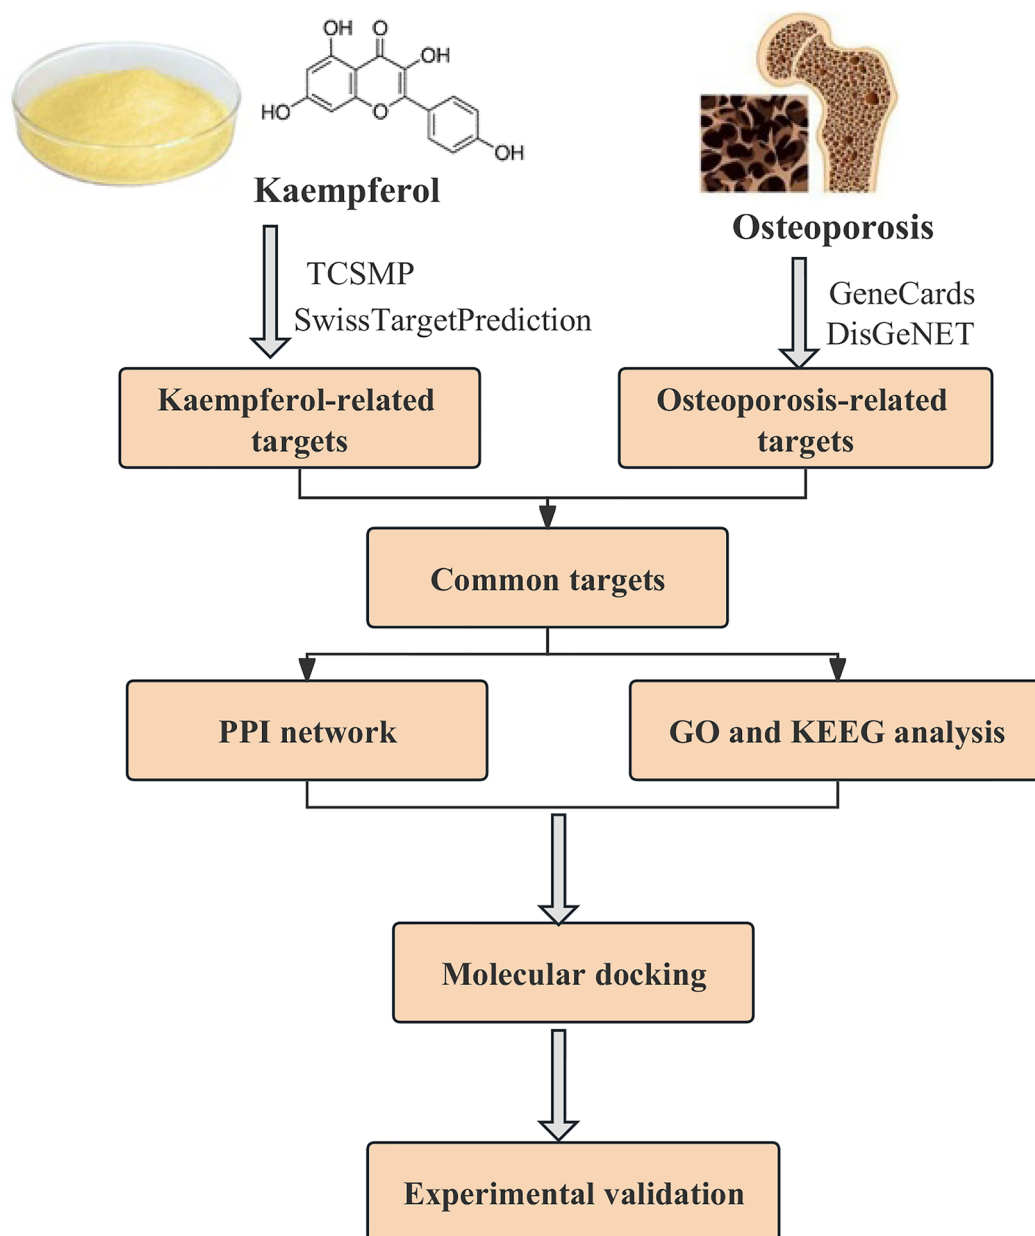 OH
O
OH
HO
O
OH
Kaempferol
Osteoporosis
TCSMP
SwissTargetPrediction
GeneCards
DisGeNET
Kaempferol-related
targets
Osteoporosis-related
targets
Common targets
PPI network
GO and KEEG analysis
Molecular docking
Experimental validation